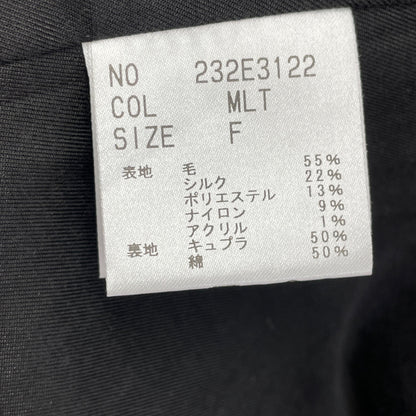 NO 232E3122
COL MLT
SIZE F
表地 毛 55%
シルク 22%
ポリエステル 13%
ナイロン 9%
アクリル 1%
裏地 キュプラ 50%
綿 50%